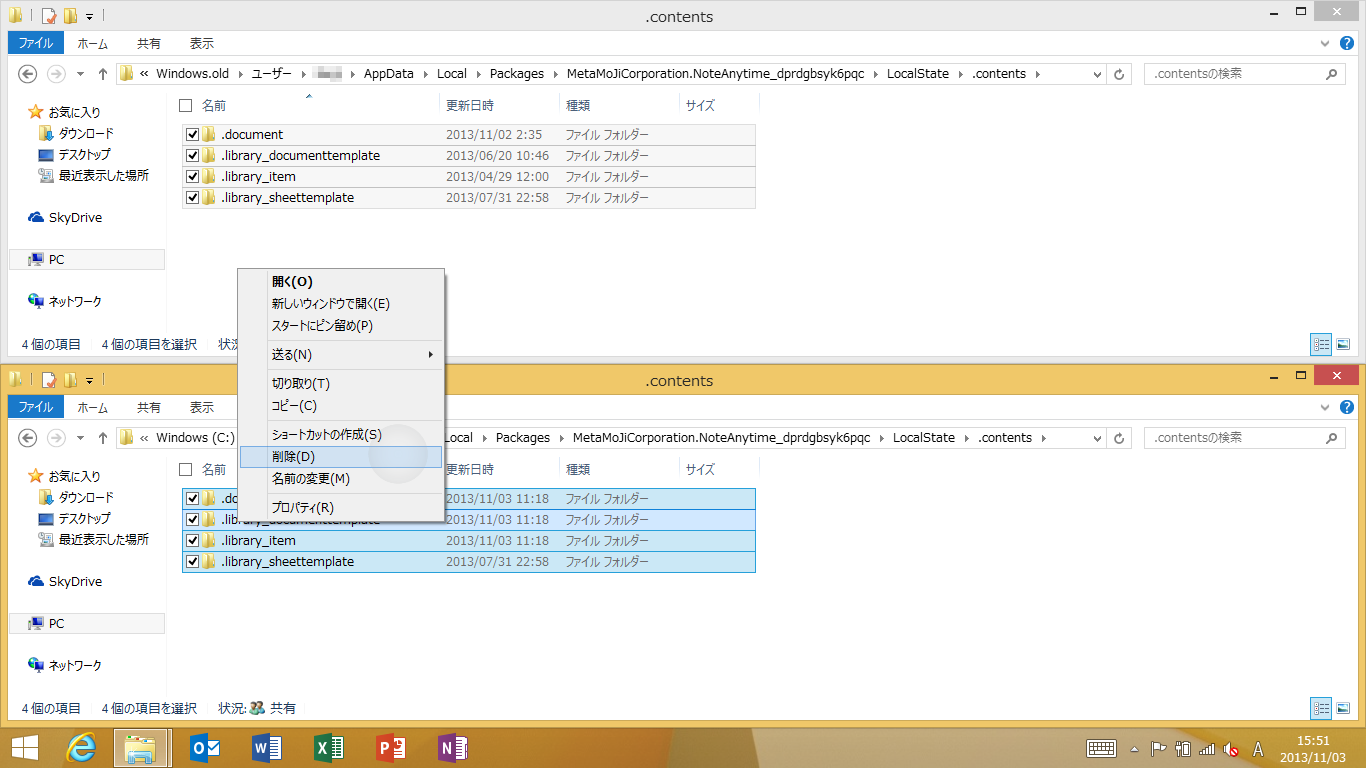 .contents
ファイル ホーム 共有 表示
« Windows.old ユーザー AppData Local Packages MetaMoJiCorporation.NoteAnytime_dprdgbsyk6pqc LocalState .contents .contentsの検索
名前 更新日時 種類 サイズ
お気に入り
ダウンロード
デスクトップ
最近表示した場所
SkyDrive
PC
ネットワーク
.document 2013/11/02 2:35 ファイル フォルダー
.library_documenttemplate 2013/06/20 10:46 ファイル フォルダー
.library_item 2013/04/29 12:00 ファイル フォルダー
.library_sheettemplate 2013/07/31 22:58 ファイル フォルダー
4 個の項目 4 個の項目を選択 状況
開く(O)
新しいウィンドウで開く(E)
スタートにピン留め(P)
送る(N)
切り取り(T)
コピー(C)
ショートカットの作成(S)
削除(D)
名前の変更(M)
プロパティ(R)
.contents
ファイル ホーム 共有 表示
« Windows (C:) Local Packages MetaMoJiCorporation.NoteAnytime_dprdgbsyk6pqc LocalState .contents .contentsの検索
名前 更新日時 種類 サイズ
お気に入り
ダウンロード
デスクトップ
最近表示した場所
SkyDrive
PC
ネットワーク
.do 2013/11/03 11:18 ファイル フォルダー
.library_documenttemplate 2013/11/03 11:18 ファイル フォルダー
.library_item 2013/11/03 11:18 ファイル フォルダー
.library_sheettemplate 2013/07/31 22:58 ファイル フォルダー
4 個の項目 4 個の項目を選択 状況: 共有
A
15:51
2013/11/03